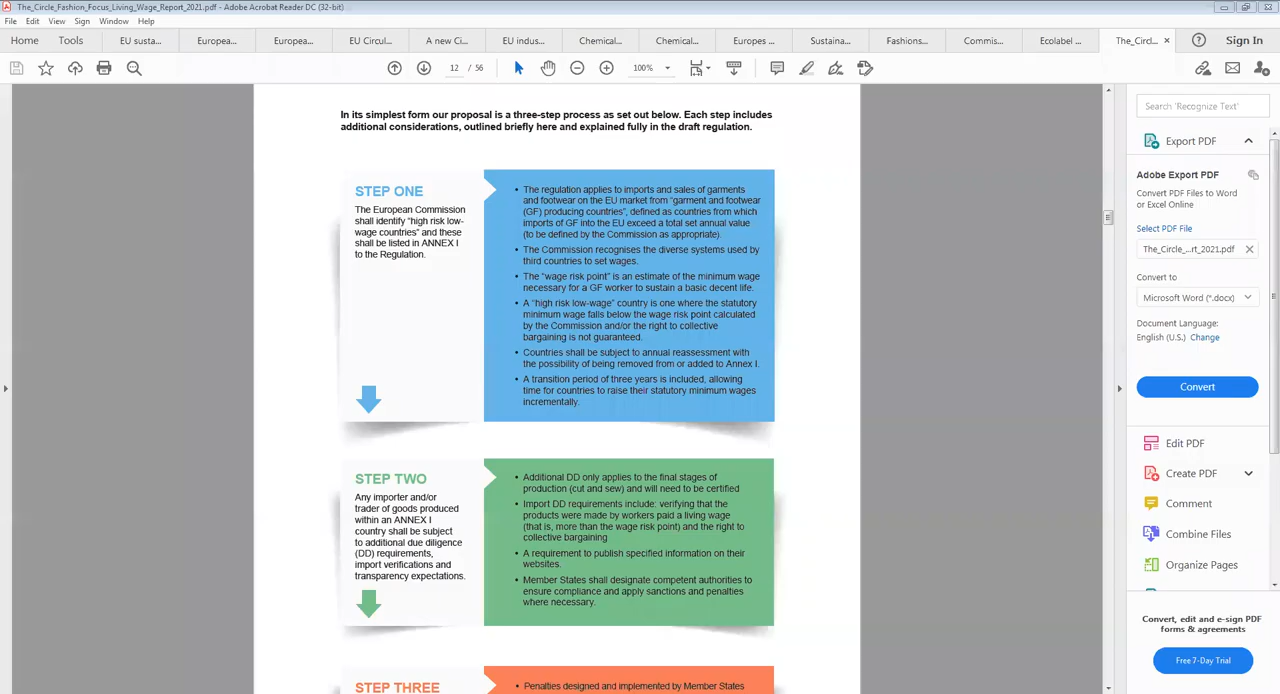 The_Circle_Fashion_Focus_Living_Wage_Report_2021.pdf - Adobe Acrobat Reader DC (32-bit)
File Edit View Sign Window Help
Home Tools EU susta... Europea... Europea... EU Circul... A new Ci... EU indus... Chemical... Chemical... Europes ... Sustaina... Fashions... Commis... Ecolabel ... The_Circl... × Sign In
12 / 56 100%
In its simplest form our proposal is a three-step process as set out below. Each step includes
additional considerations, outlined briefly here and explained fully in the draft regulation.
STEP ONE
The European Commission
shall identify “high risk low-
wage countries” and these
shall be listed in ANNEX I
to the Regulation.
• The regulation applies to imports and sales of garments
and footwear on the EU market from “garment and footwear
(GF) producing countries”, defined as countries from which
imports of GF into the EU exceed a total set annual value
(to be defined by the Commission as appropriate).
• The Commission recognises the diverse systems used by
third countries to set wages.
• The “wage risk point” is an estimate of the minimum wage
necessary for a GF worker to sustain a basic decent life.
• A “high risk low-wage” country is one where the statutory
minimum wage falls below the wage risk point calculated
by the Commission and/or the right to collective
bargaining is not guaranteed.
• Countries shall be subject to annual reassessment with
the possibility of being removed from or added to Annex I.
• A transition period of three years is included, allowing
time for countries to raise their statutory minimum wages
incrementally.
STEP TWO
Any importer and/or
trader of goods produced
within an ANNEX I
country shall be subject
to additional due diligence
(DD) requirements,
import verifications and
transparency expectations.
• Additional DD only applies to the final stages of
production (cut and sew) and will need to be certified
• Import DD requirements include: verifying that the
products were made by workers paid a living wage
(that is, more than the wage risk point) and the right to
collective bargaining
• A requirement to publish specified information on their
websites.
• Member States shall designate competent authorities to
ensure compliance and apply sanctions and penalties
where necessary.
STEP THREE
• Penalties designed and implemented by Member States
Search 'Recognize Text'
Export PDF
Adobe Export PDF
Convert PDF Files to Word
or Excel Online
Select PDF File
The_Circle_...rt_2021.pdf
Convert to
Microsoft Word (*.docx)
Document Language:
English (U.S.) Change
Convert
Edit PDF
Create PDF
Comment
Combine Files
Organize Pages
Convert, edit and e-sign PDF
forms & agreements
Free 7-Day Trial